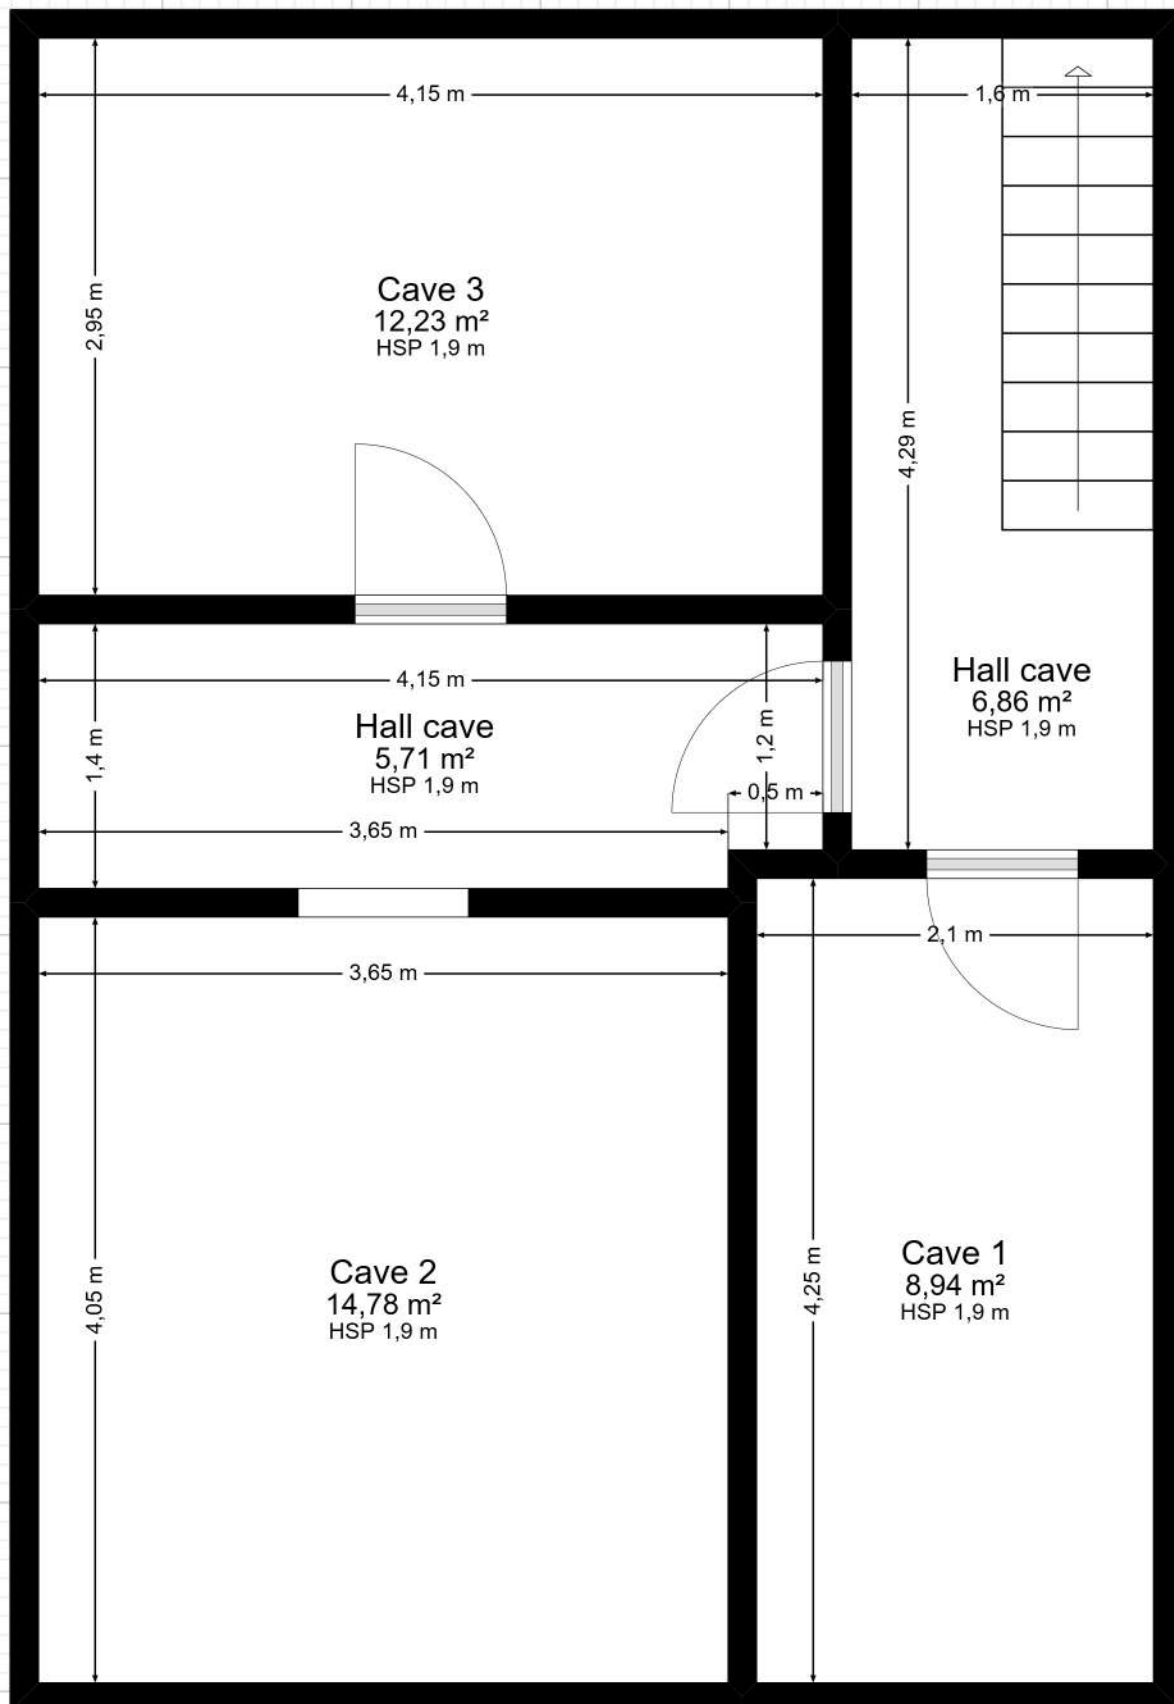 4,15 m
1,6 m
2,95 m
Cave 3
12,23 m²
HSP 1,9 m
4,29 m
Hall cave
6,86 m²
HSP 1,9 m
4,15 m
Hall cave
5,71 m²
HSP 1,9 m
1,4 m
1,2 m
0,5 m
3,65 m
2,1 m
3,65 m
4,05 m
Cave 2
14,78 m²
HSP 1,9 m
4,25 m
Cave 1
8,94 m²
HSP 1,9 m